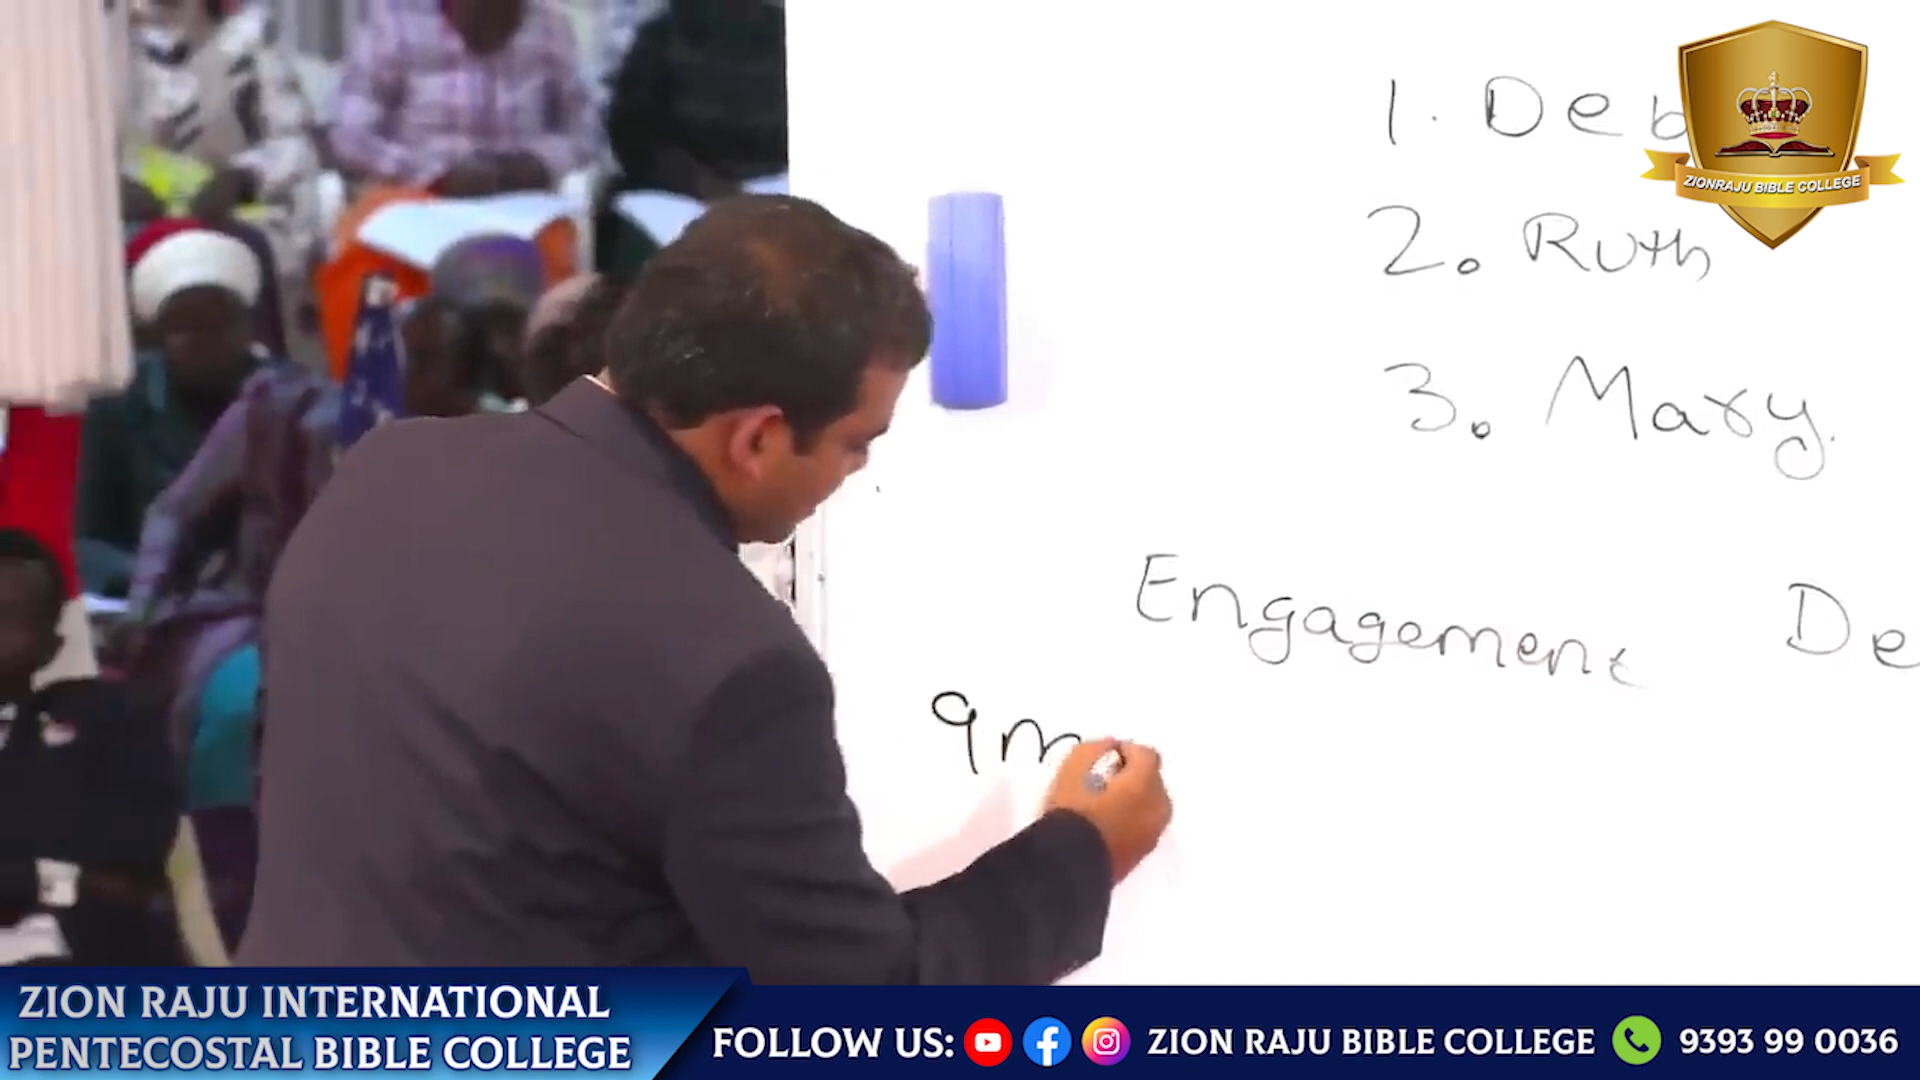 1. Deb
ZIONRAJU BIBLE COLLEGE
2. Ruth
3. Mary.
Engagement De
9m
ZION RAJU INTERNATIONAL
PENTECOSTAL BIBLE COLLEGE
FOLLOW US: ZION RAJU BIBLE COLLEGE 9393 99 0036